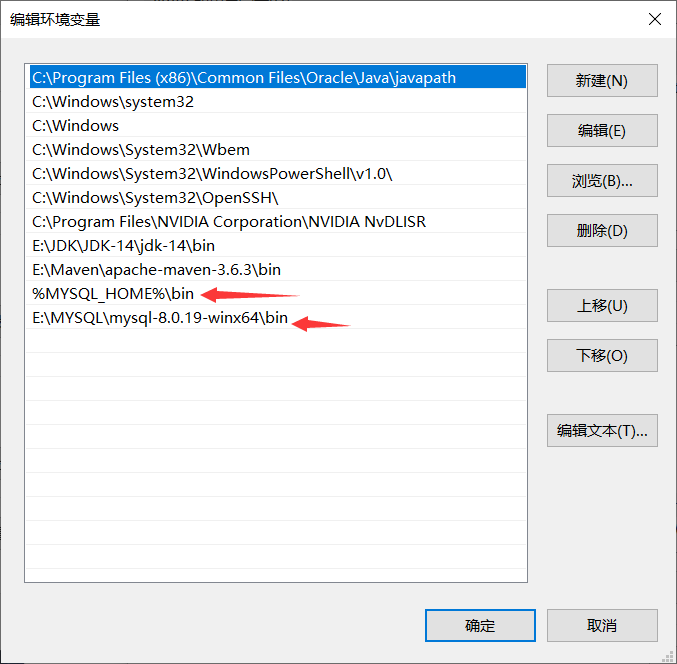 编辑环境变量
C:\Program Files (x86)\Common Files\Oracle\Java\javapath
C:\Windows\system32
C:\Windows
C:\Windows\System32\Wbem
C:\Windows\System32\WindowsPowerShell\v1.0\
C:\Windows\System32\OpenSSH\
C:\Program Files\NVIDIA Corporation\NVIDIA NvDLISR
E:\JDK\JDK-14\jdk-14\bin
E:\Maven\apache-maven-3.6.3\bin
%MYSQL_HOME%\bin
E:\MYSQL\mysql-8.0.19-winx64\bin
新建(N)
编辑(E)
浏览(B)...
删除(D)
上移(U)
下移(O)
编辑文本(T)...
确定
取消